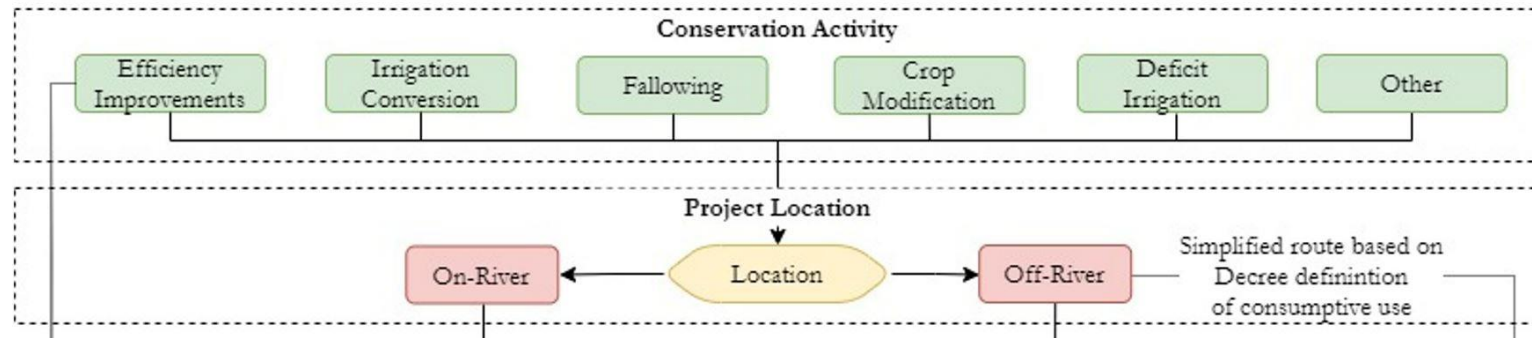 Conservation Activity
Efficiency
Improvements
Irrigation
Conversion
Fallowing
Crop
Modification
Deficit
Irrigation
Other
Project Location
On-River
Location
Off-River
Simplified route based on
Decree definintion
of consumptive use